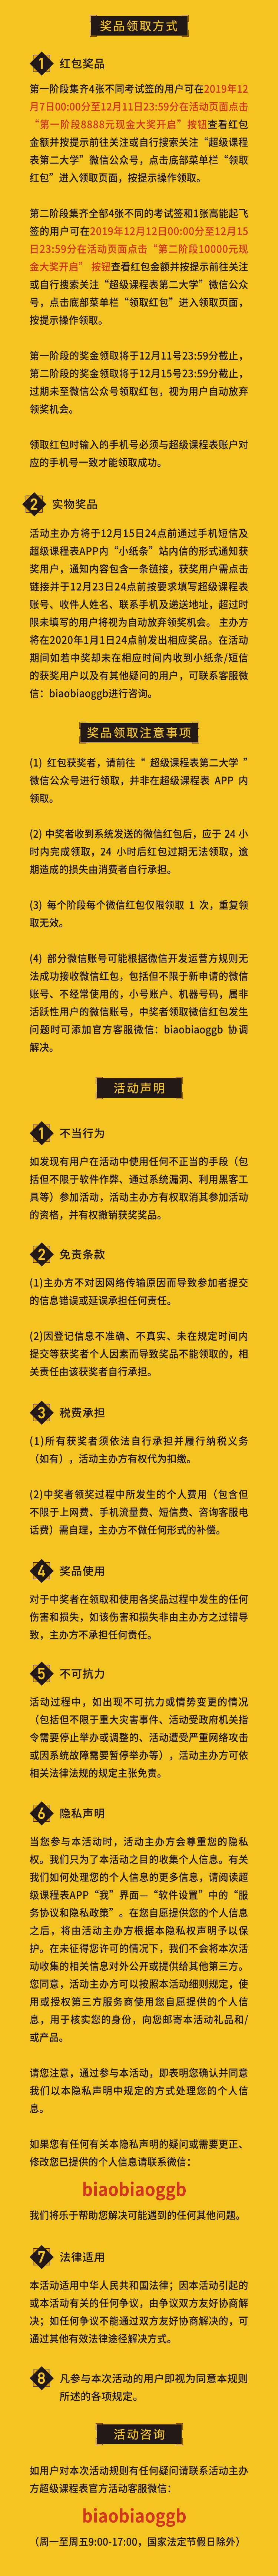 奖品领取方式
1 红包奖品
第一阶段集齐4张不同考试签的用户可在2019年12
月7日00:00分至12月11日23:59分在活动页面点击
“第一阶段8888元现金大奖开启”按钮查看红包
金额并按提示前往关注或自行搜索关注“超级课程
表第二大学”微信公众号，点击底部菜单栏“领取
红包”进入领取页面，按提示操作领取。
第二阶段集齐全部4张不同的考试签和1张高能起飞
签的用户可在2019年12月12日00:00分至12月15
日23:59分在活动页面点击“第二阶段10000元现
金大奖开启” 按钮查看红包金额并按提示前往关注
或自行搜索关注“超级课程表第二大学”微信公众
号，点击底部菜单栏“领取红包”进入领取页面，
按提示操作领取。
第一阶段的奖金领取将于12月11号23:59分截止，
第二阶段的奖金领取将于12月15号23:59分截止，
过期未至微信公众号领取红包，视为用户自动放弃
领奖机会。
领取红包时输入的手机号必须与超级课程表账户对
应的手机号一致才能领取成功。
2 实物奖品
活动主办方将于12月15日24点前通过手机短信及
超级课程表APP内“小纸条”站内信的形式通知获
奖用户，通知内容包含一条链接，获奖用户需点击
链接并于12月23日24点前按要求填写超级课程表
账号、收件人姓名、联系手机及递送地址，超过时
限未填写的用户将视为自动放弃领奖机会。 主办方
将在2020年1月1日24点前发出相应奖品。在活动
期间如若中奖却未在相应时间内收到小纸条/短信
的获奖用户以及有其他疑问的用户，可联系客服微
信：biaobiaoggb进行咨询。
奖品领取注意事项
(1) 红包获奖者，请前往“ 超级课程表第二大学 ”
微信公众号进行领取，并非在超级课程表 APP 内
领取。
(2) 中奖者收到系统发送的微信红包后，应于 24 小
时内完成领取，24 小时后红包过期无法领取，逾
期造成的损失由消费者自行承担。
(3) 每个阶段每个微信红包仅限领取 1 次，重复领
取无效。
(4) 部分微信账号可能根据微信开发运营方规则无
法成功接收微信红包，包括但不限于新申请的微信
账号、不经常使用的，小号账户、机器号码，属非
活跃性用户的微信账号，中奖者领取微信红包发生
问题时可添加官方客服微信：biaobiaoggb 协调
解决。
活动声明
1 不当行为
如发现有用户在活动中使用任何不正当的手段（包
括但不限于软件作弊、通过系统漏洞、利用黑客工
具等）参加活动，活动主办方有权取消其参加活动
的资格，并有权撤销获奖奖品。
2 免责条款
(1)主办方不对因网络传输原因而导致参加者提交
的信息错误或延误承担任何责任。
(2)因登记信息不准确、不真实、未在规定时间内
提交等获奖者个人因素而导致奖品不能领取的，相
关责任由该获奖者自行承担。
3 税费承担
(1)所有获奖者须依法自行承担并履行纳税义务
（如有），活动主办方有权代为扣缴。
(2)中奖者领奖过程中所发生的个人费用（包含但
不限于上网费、手机流量费、短信费、咨询客服电
话费）需自理，主办方不做任何形式的补偿。
4 奖品使用
对于中奖者在领取和使用各奖品过程中发生的任何
伤害和损失，如该伤害和损失非由主办方之过错导
致，主办方不承担任何责任。
5 不可抗力
活动过程中，如出现不可抗力或情势变更的情况
（包括但不限于重大灾害事件、活动受政府机关指
令需要停止举办或调整的、活动遭受严重网络攻击
或因系统故障需要暂停举办等），活动主办方可依
相关法律法规的规定主张免责。
6 隐私声明
当您参与本活动时，活动主办方会尊重您的隐私
权。我们只为了本活动之目的收集个人信息。有关
我们如何处理您的个人信息的更多信息，请阅读超
级课程表APP“我”界面—“软件设置”中的“服
务协议和隐私政策”。在您自愿提供您的个人信息
之后，将由活动主办方根据本隐私权声明予以保
护。在未征得您许可的情况下，我们不会将本次活
动收集的相关信息对外公开或提供给其他第三方。
您同意，活动主办方可以按照本活动细则规定，使
用或授权第三方服务商使用您自愿提供的个人信
息，用于核实您的身份，向您邮寄本活动礼品和/
或产品。
请您注意，通过参与本活动，即表明您确认并同意
我们以本隐私声明中规定的方式处理您的个人信
息。
如果您有任何有关本隐私声明的疑问或需要更正、
修改您已提供的个人信息请联系微信：
biaobiaoggb
我们将乐于帮助您解决可能遇到的任何其他问题。
7 法律适用
本活动适用中华人民共和国法律；因本活动引起的
或本活动有关的任何争议，由争议双方友好协商解
决；如任何争议不能通过双方友好协商解决的，可
通过其他有效法律途径解决方式。
8 凡参与本次活动的用户即视为同意本规则
所述的各项规定。
活动咨询
如用户对本次活动规则有任何疑问请联系活动主办
方超级课程表官方活动客服微信：
biaobiaoggb
（周一至周五9:00-17:00，国家法定节假日除外）